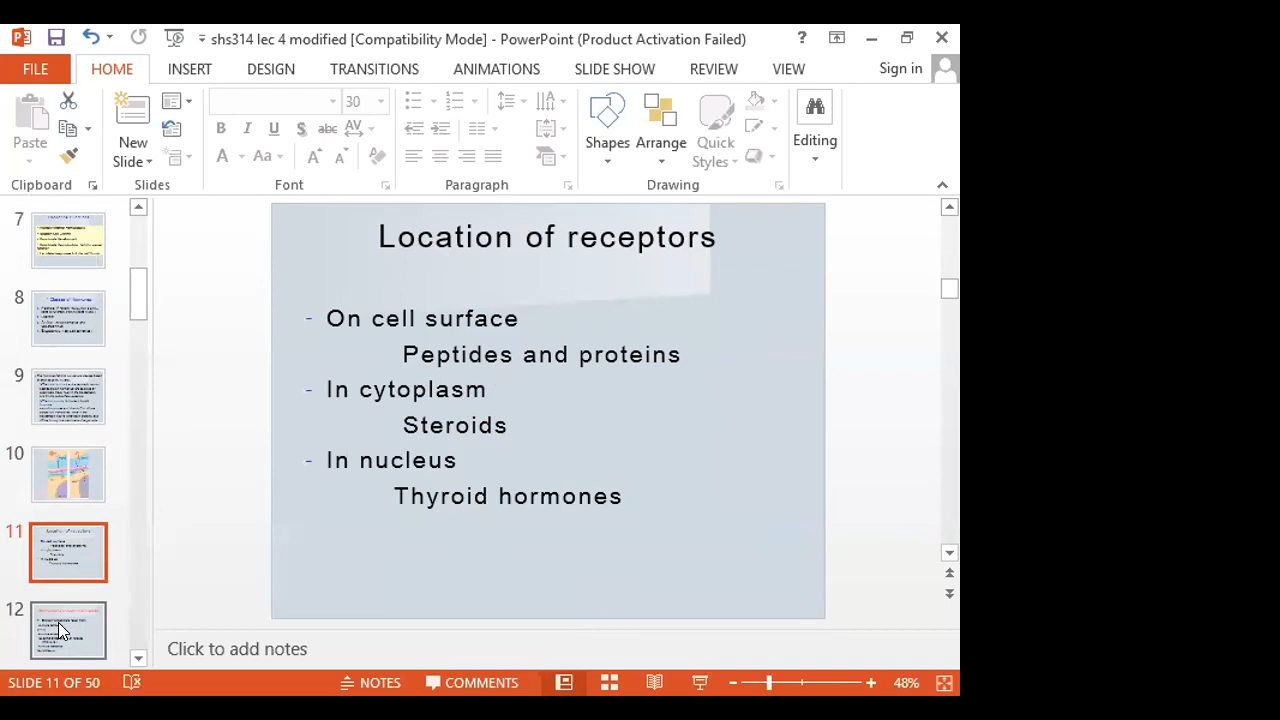 shs314 lec 4 modified [Compatibility Mode] - PowerPoint (Product Activation Failed)
FILE HOME INSERT DESIGN TRANSITIONS ANIMATIONS SLIDE SHOW REVIEW VIEW Sign in
Paste
New Slide
30
B I U S abc AV
A Aa A A
Shapes Arrange Quick Styles
Editing
Clipboard Slides Font Paragraph Drawing
7
8
9
10
11
12
Location of receptors
- On cell surface
Peptides and proteins
- In cytoplasm
Steroids
- In nucleus
Thyroid hormones
Click to add notes
SLIDE 11 OF 50 NOTES COMMENTS 48%